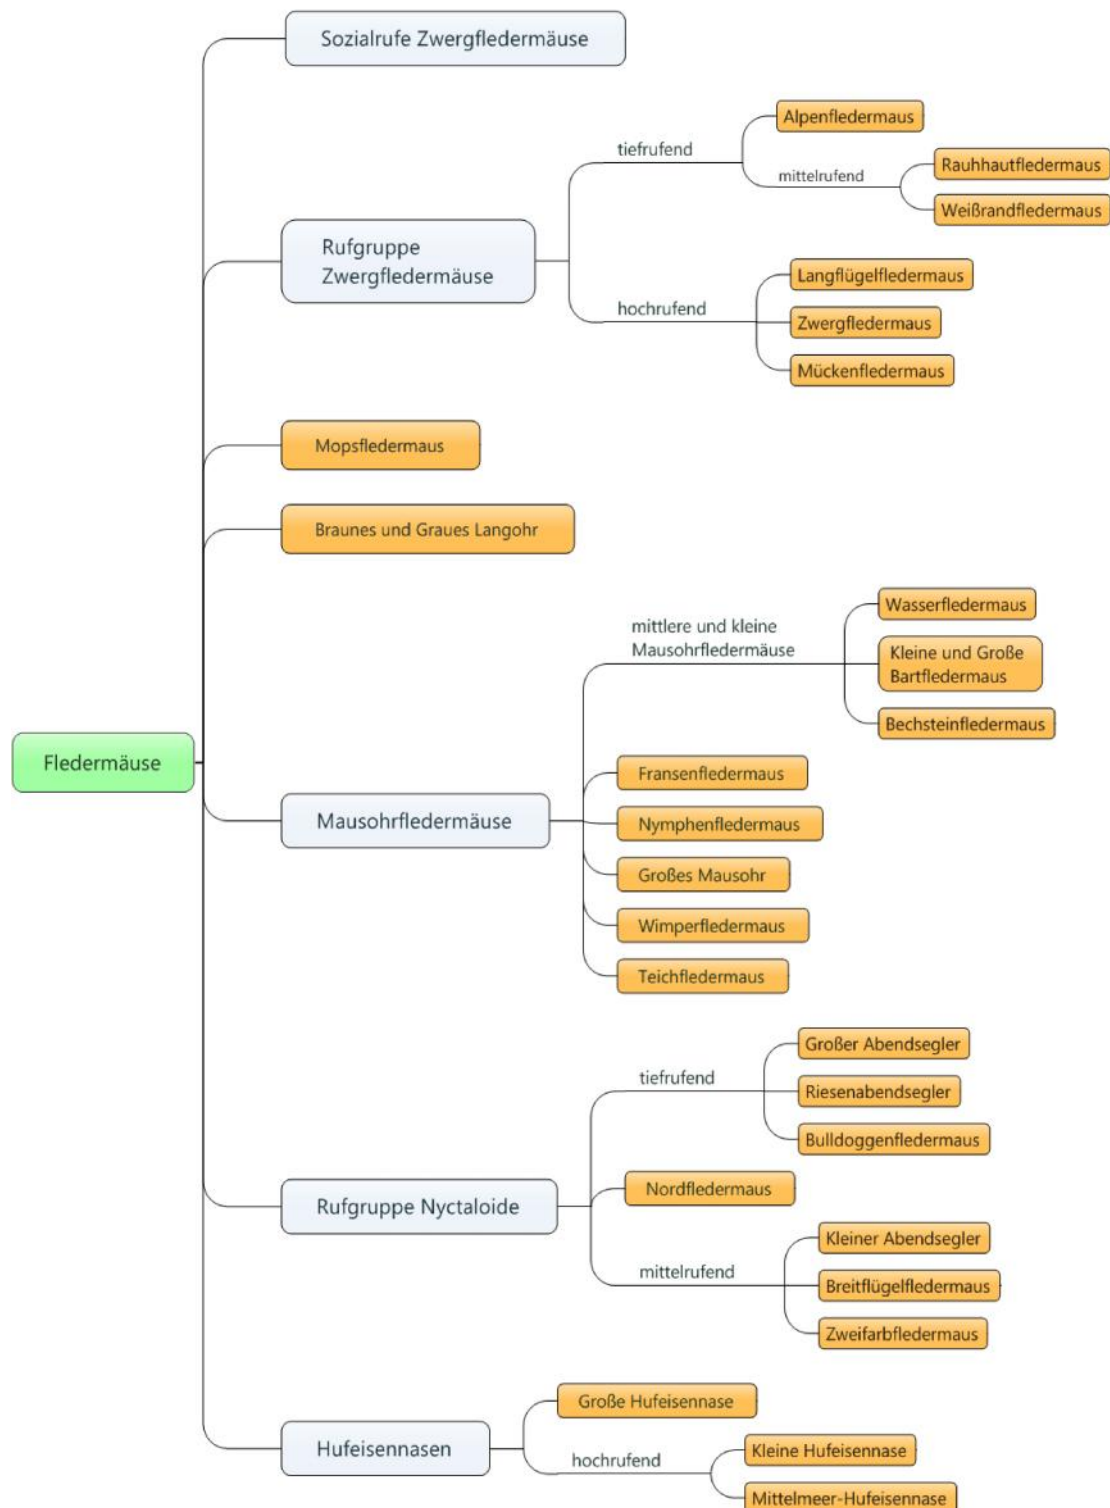 Sozialrufe Zwergfledermäuse
Alpenfledermaus
tiefrufend
mittelrufend
Rauhhautfledermaus
Weißrandfledermaus
Rufgruppe
Zwergfledermäuse
Langflügelfledermaus
hochrufend
Zwergfledermaus
Mückenfledermaus
Mopsfledermaus
Braunes und Graues Langohr
mittlere und kleine
Mausohrfledermäuse
Wasserfledermaus
Kleine und Große
Bartfledermaus
Bechsteinfledermaus
Fledermäuse
Mausohrfledermäuse
Fransenfledermaus
Nymphenfledermaus
Großes Mausohr
Wimperfledermaus
Teichfledermaus
Großer Abendsegler
tiefrufend
Riesenabendsegler
Bulldoggenfledermaus
Rufgruppe Nyctaloide
Nordfledermaus
Kleiner Abendsegler
mittelrufend
Breitflügelfledermaus
Zweifarbfledermaus
Große Hufeisennase
Hufeisennasen
hochrufend
Kleine Hufeisennase
Mittelmeer-Hufeisennase